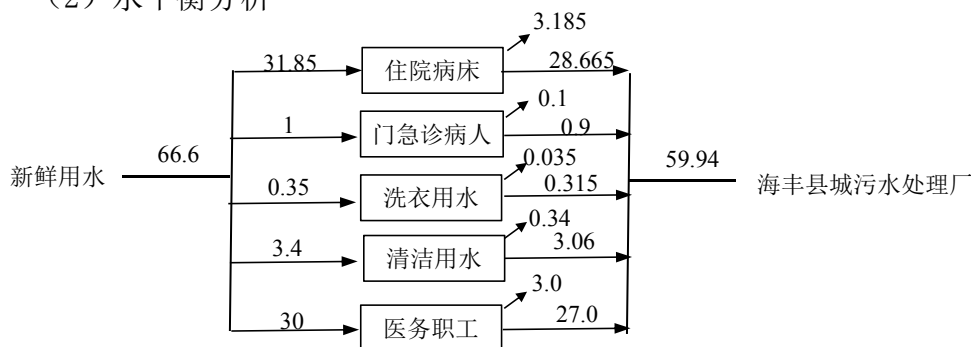 （2）水平衡分析
3.185
31.85 住院病床 28.665
0.1
1 门急诊病人 0.9
新鲜用水 66.6 59.94 海丰县城污水处理厂
0.035
0.35 洗衣用水 0.315
0.34
3.4 清洁用水 3.06
3.0
30 医务职工 27.0